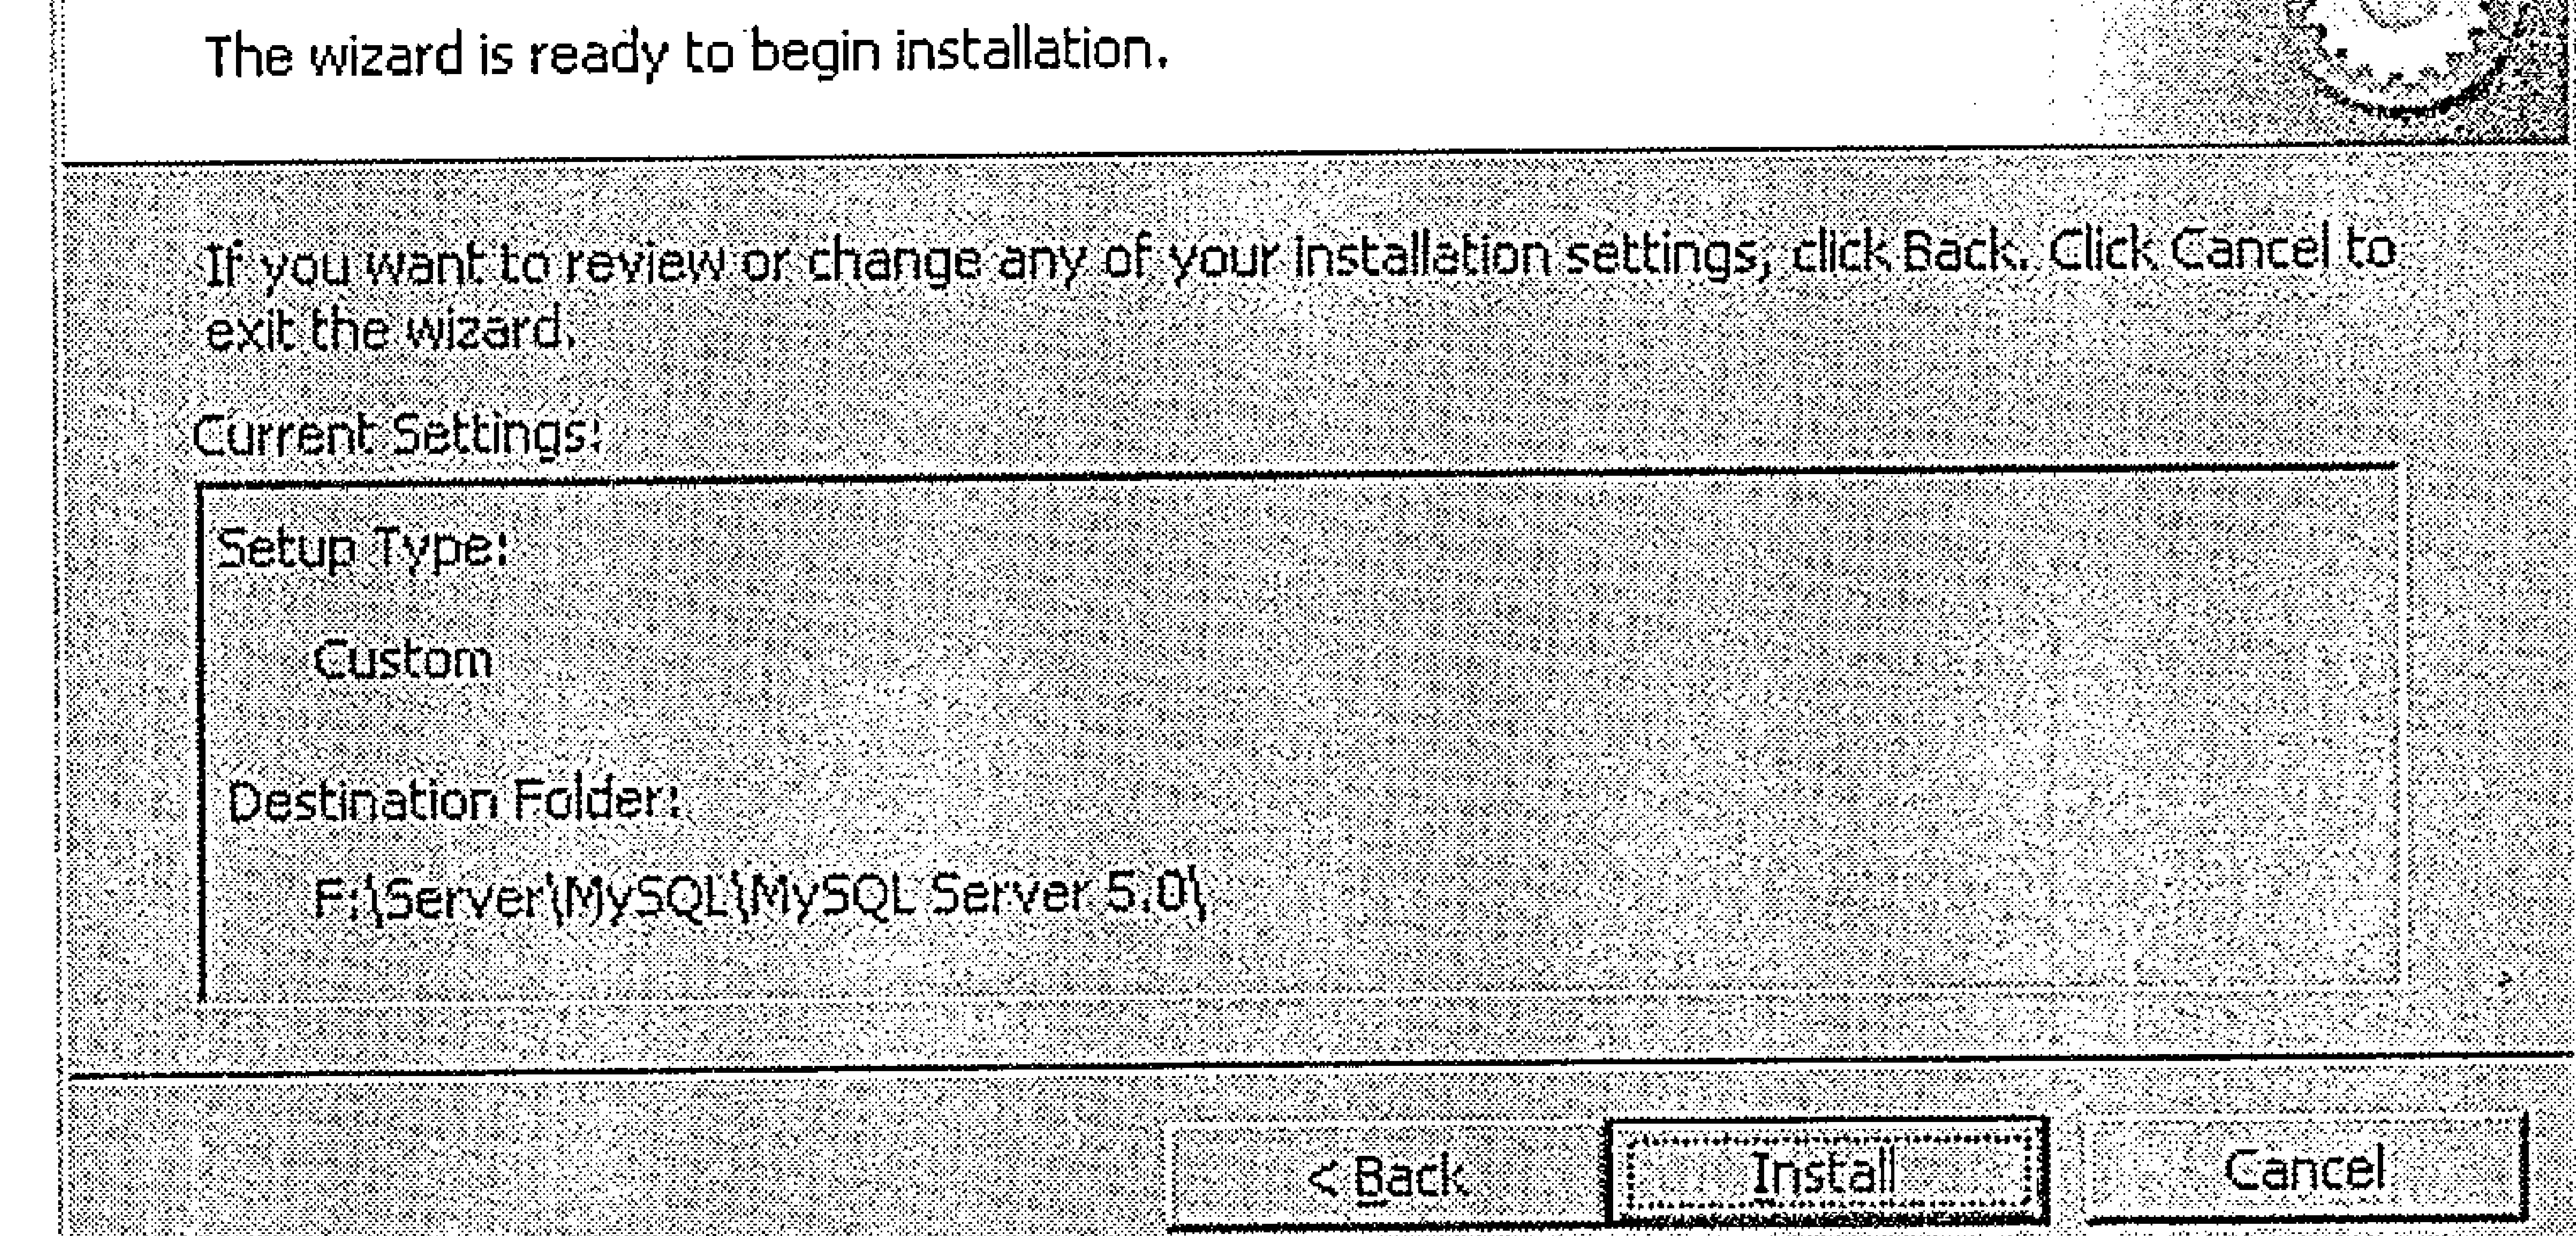 The wizard is ready to begin installation.
If you want to review or change any of your installation settings, click Back. Click Cancel to
exit the wizard.
Current Settings:
Setup Type:
Custom
Destination Folder:
F:\Server\MySQL\MySQL Server 5.0\
< Back
Install
Cancel